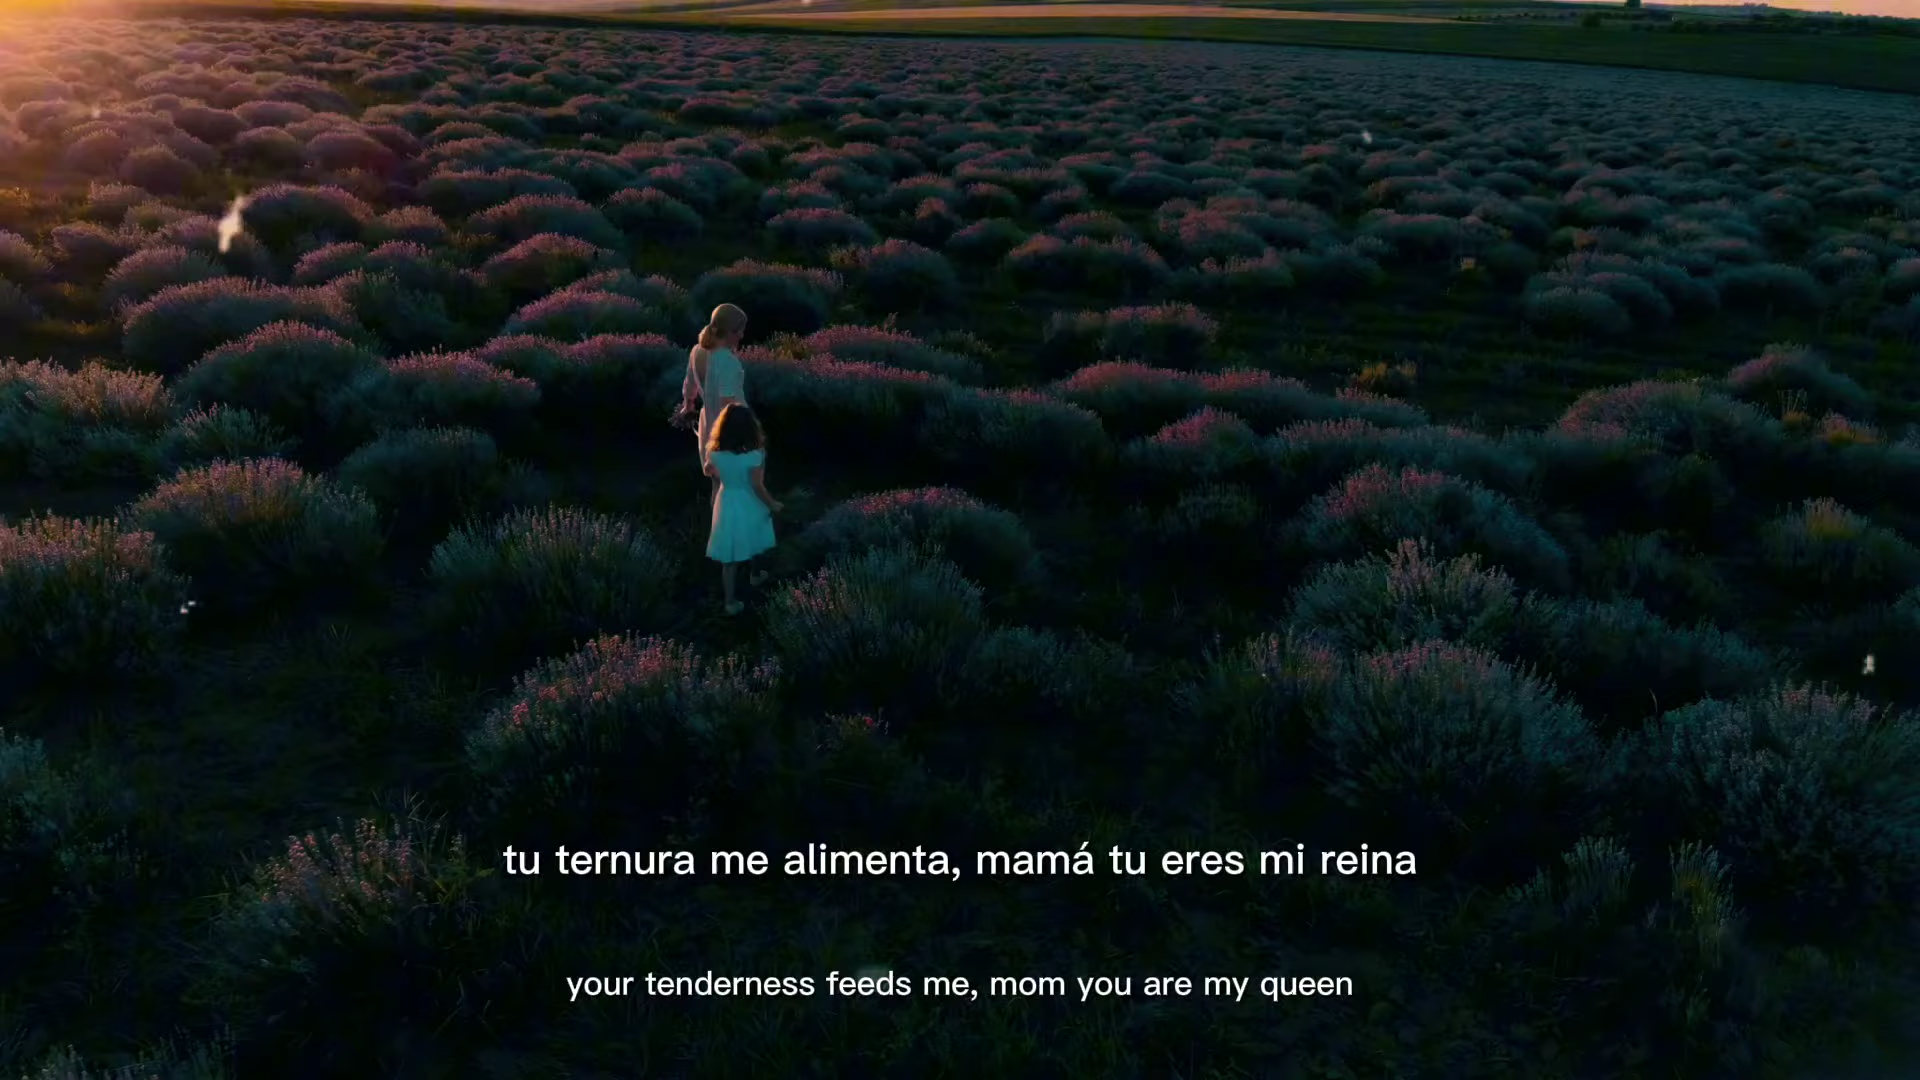 tu ternura me alimenta, mamá tu eres mi reina
your tenderness feeds me, mom you are my queen